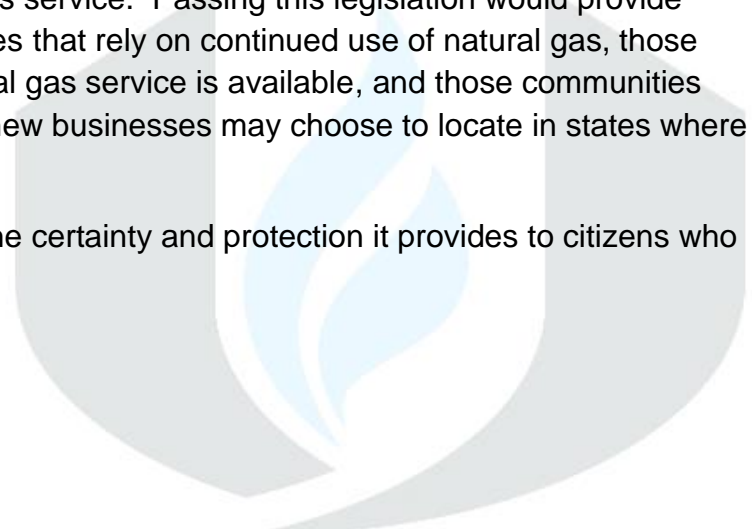 s service. Passing this legislation would provide
es that rely on continued use of natural gas, those
al gas service is available, and those communities
new businesses may choose to locate in states where
he certainty and protection it provides to citizens who